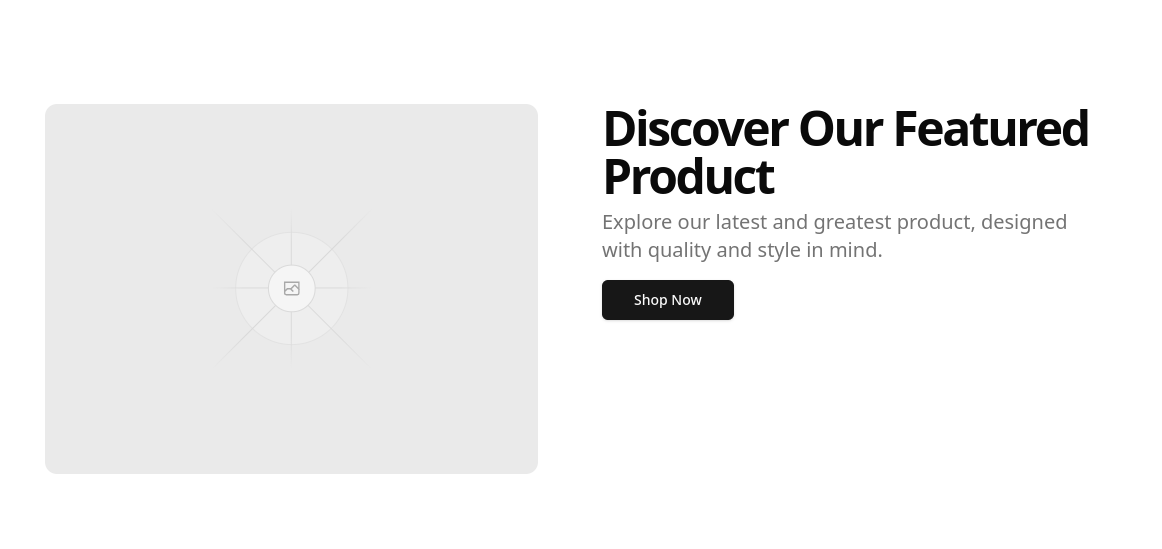 Discover Our Featured
Product
Explore our latest and greatest product, designed
with quality and style in mind.
Shop Now